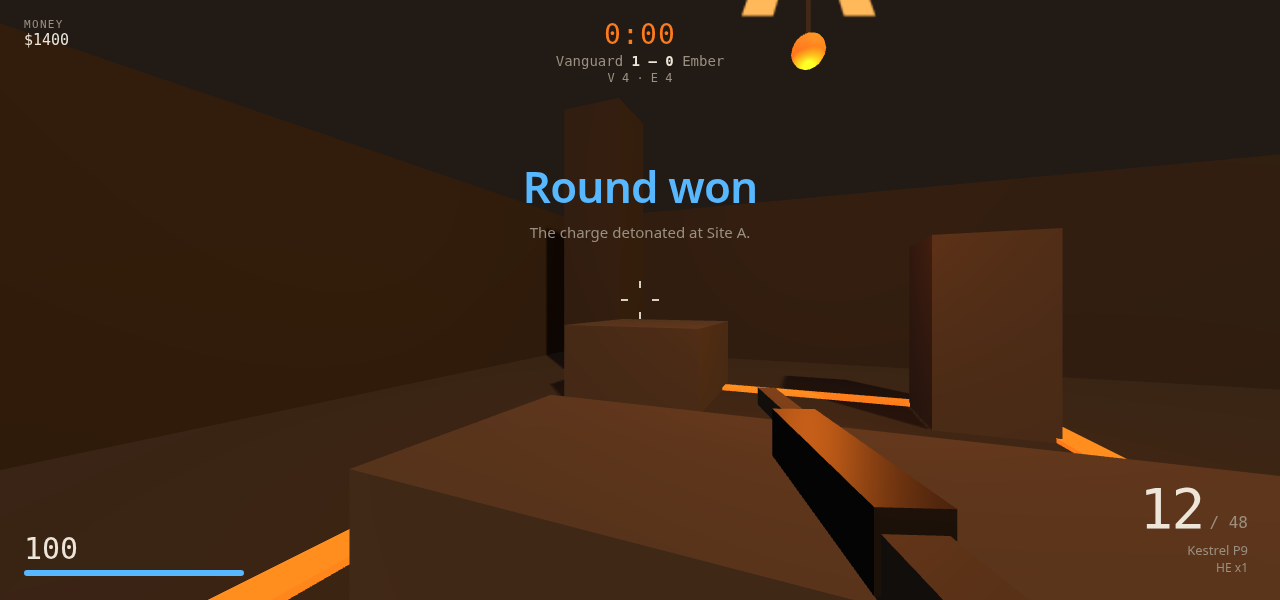 MONEY
$1400
0:00
Vanguard 1 — 0 Ember
V 4 · E 4
Round won
The charge detonated at Site A.
100
12 / 48
Kestrel P9
HE x1